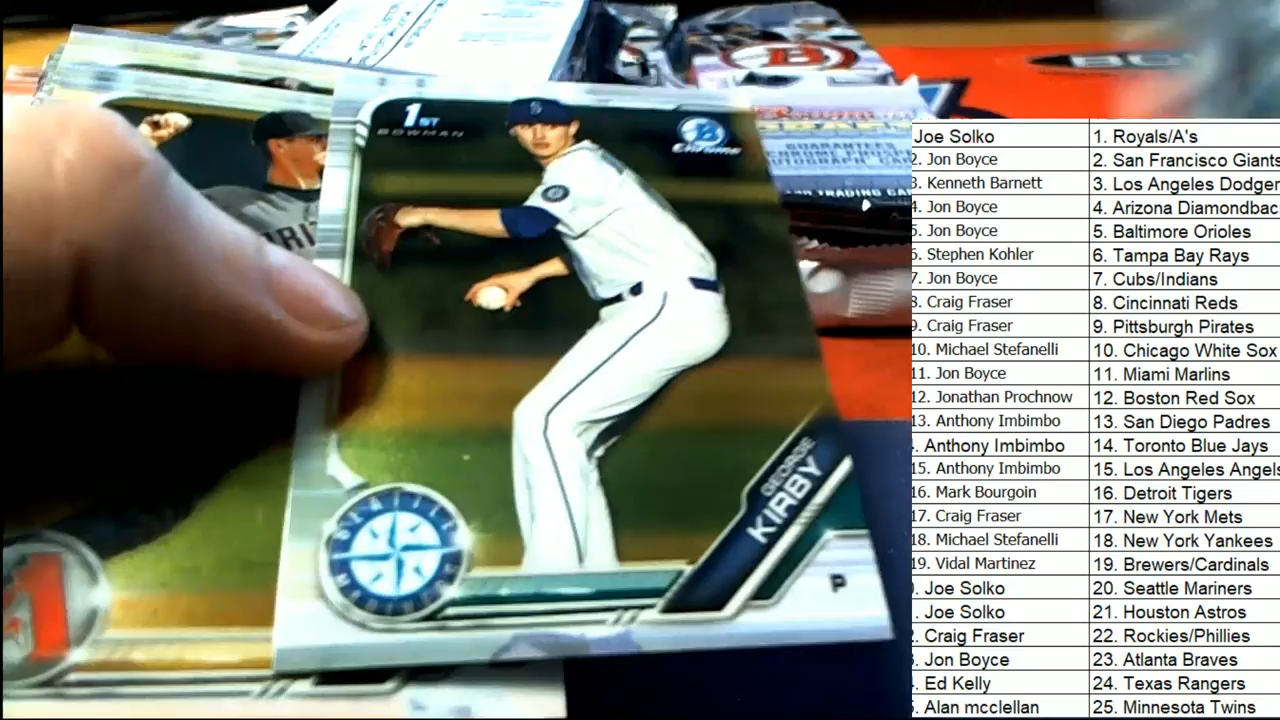 1ST
BOWMAN
B
CHROME
SEATTLE
MARINERS
GEORGE
KIRBY
P
B
GUARANTEES
BO
Joe Solko 1. Royals/A's
2. Jon Boyce 2. San Francisco Giants
3. Kenneth Barnett 3. Los Angeles Dodger
4. Jon Boyce 4. Arizona Diamondbac
5. Jon Boyce 5. Baltimore Orioles
6. Stephen Kohler 6. Tampa Bay Rays
7. Jon Boyce 7. Cubs/Indians
8. Craig Fraser 8. Cincinnati Reds
9. Craig Fraser 9. Pittsburgh Pirates
10. Michael Stefanelli 10. Chicago White Sox
11. Jon Boyce 11. Miami Marlins
12. Jonathan Prochnow 12. Boston Red Sox
13. Anthony Imbimbo 13. San Diego Padres
. Anthony Imbimbo 14. Toronto Blue Jays
15. Anthony Imbimbo 15. Los Angeles Angels
16. Mark Bourgoin 16. Detroit Tigers
17. Craig Fraser 17. New York Mets
18. Michael Stefanelli 18. New York Yankees
19. Vidal Martinez 19. Brewers/Cardinals
. Joe Solko 20. Seattle Mariners
. Joe Solko 21. Houston Astros
. Craig Fraser 22. Rockies/Phillies
. Jon Boyce 23. Atlanta Braves
. Ed Kelly 24. Texas Rangers
. Alan mcclellan 25. Minnesota Twins